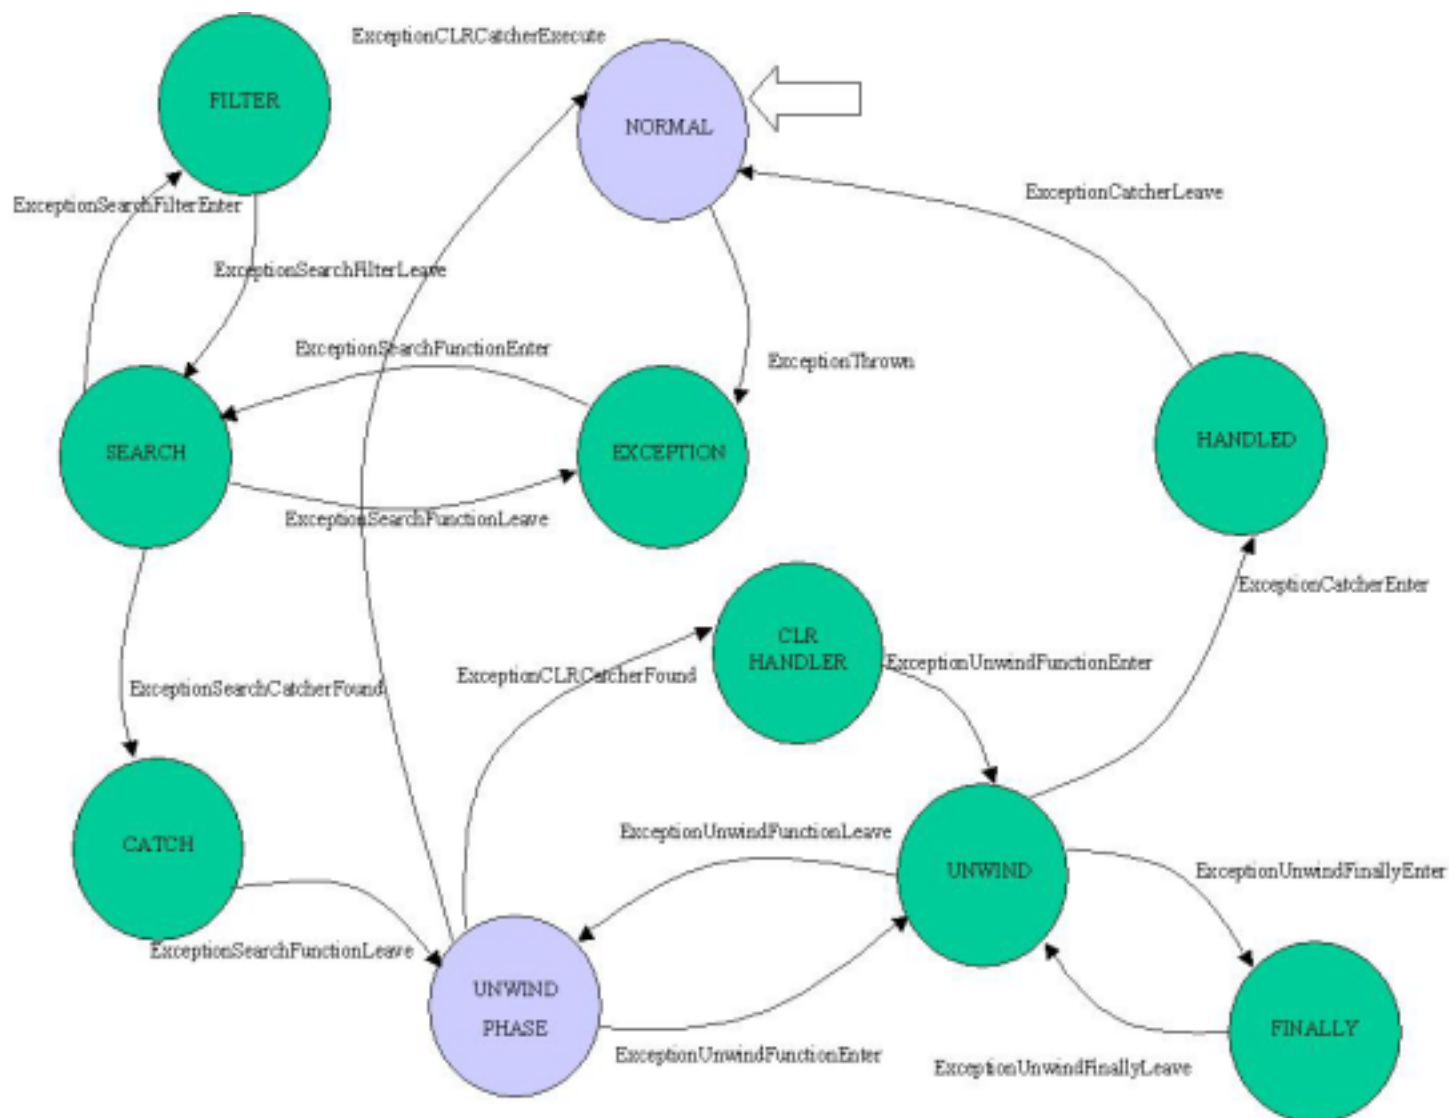 ExceptionCLRCatcherExecute
FILTER
NORMAL
ExceptionSearchFilterEnter
ExceptionCatcherLeave
ExceptionSearchFilterLeave
ExceptionSearchFunctionEnter
ExceptionThrown
SEARCH
EXCEPTION
HANDLED
ExceptionSearchFunctionLeave
ExceptionCatcherEnter
CLR
HANDLER
ExceptionUnwindFunctionEnter
ExceptionCLRCatcherFound
ExceptionSearchCatcherFound
CATCH
ExceptionUnwindFunctionLeave
UNWIND
ExceptionUnwindFinallyEnter
ExceptionSearchFunctionLeave
UNWIND
PHASE
FINALLY
ExceptionUnwindFunctionEnter
ExceptionUnwindFinallyLeave